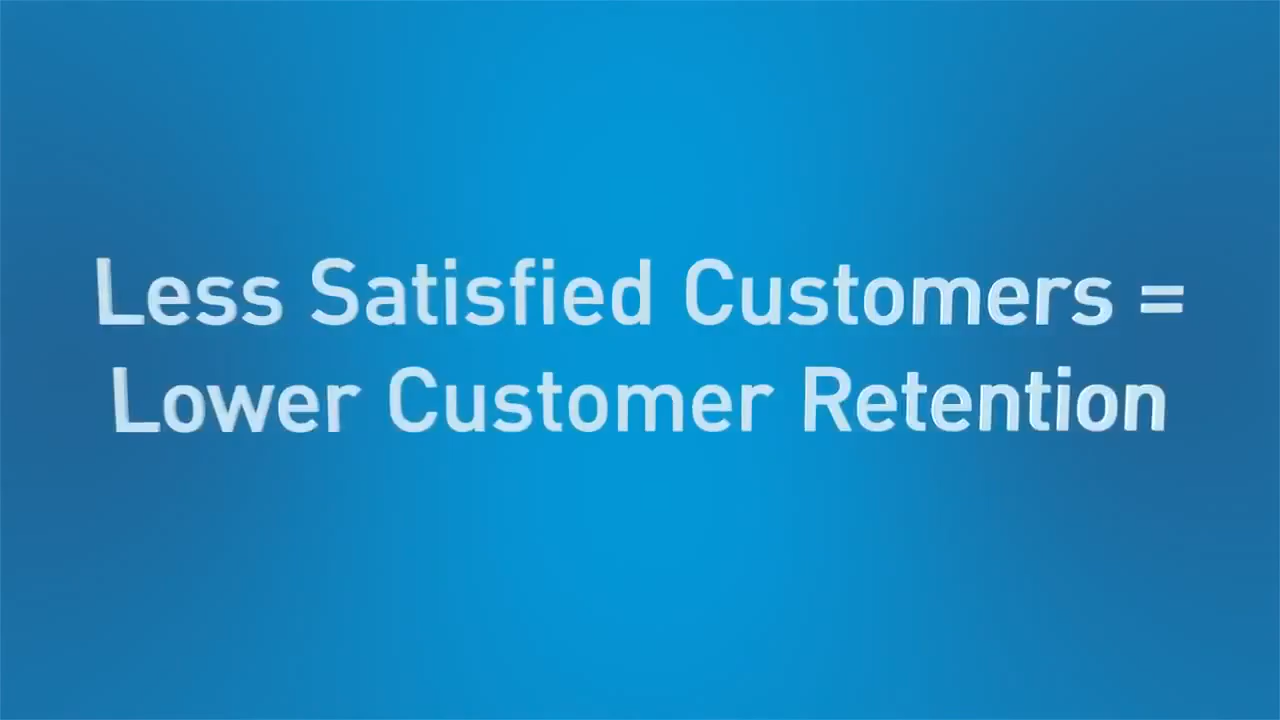 Less Satisfied Customers =
Lower Customer Retention